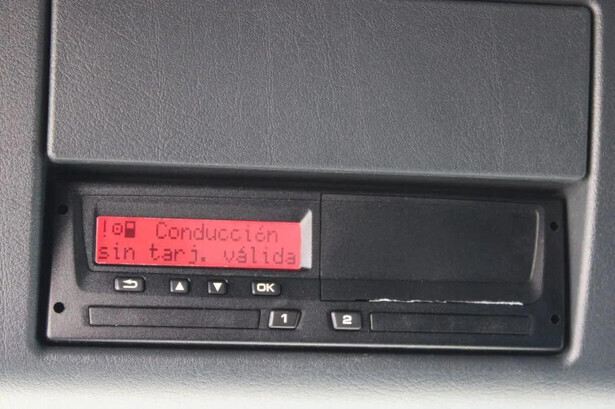 ! Conducción
sin tarj. válida
OK
1 2